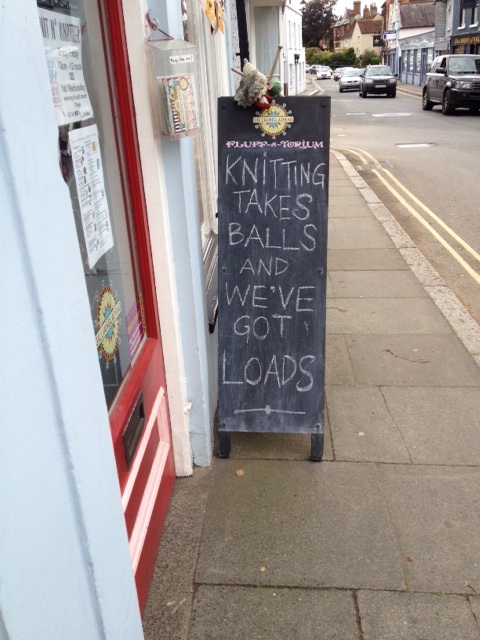 FLUFF-A-TORIUM
KNITTING
TAKES
BALLS
AND
WE'VE
GOT
LOADS